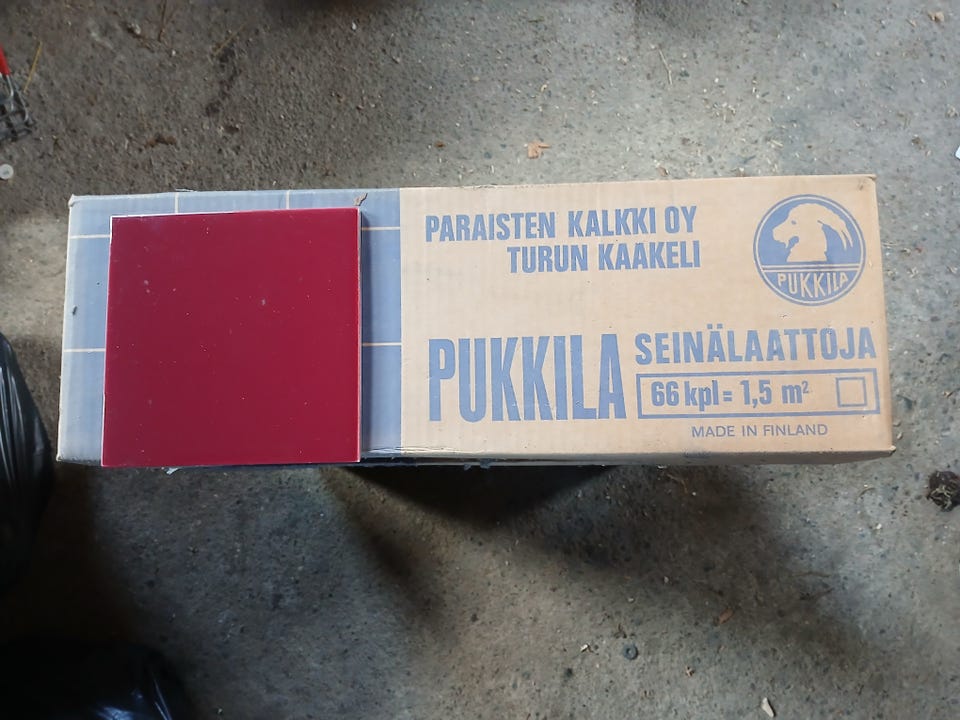 PARAISTEN KALKKI OY
TURUN KAAKELI
PUKKILA
PUKKILA
SEINÄLAATTOJA
66 kpl = 1,5 m²
MADE IN FINLAND